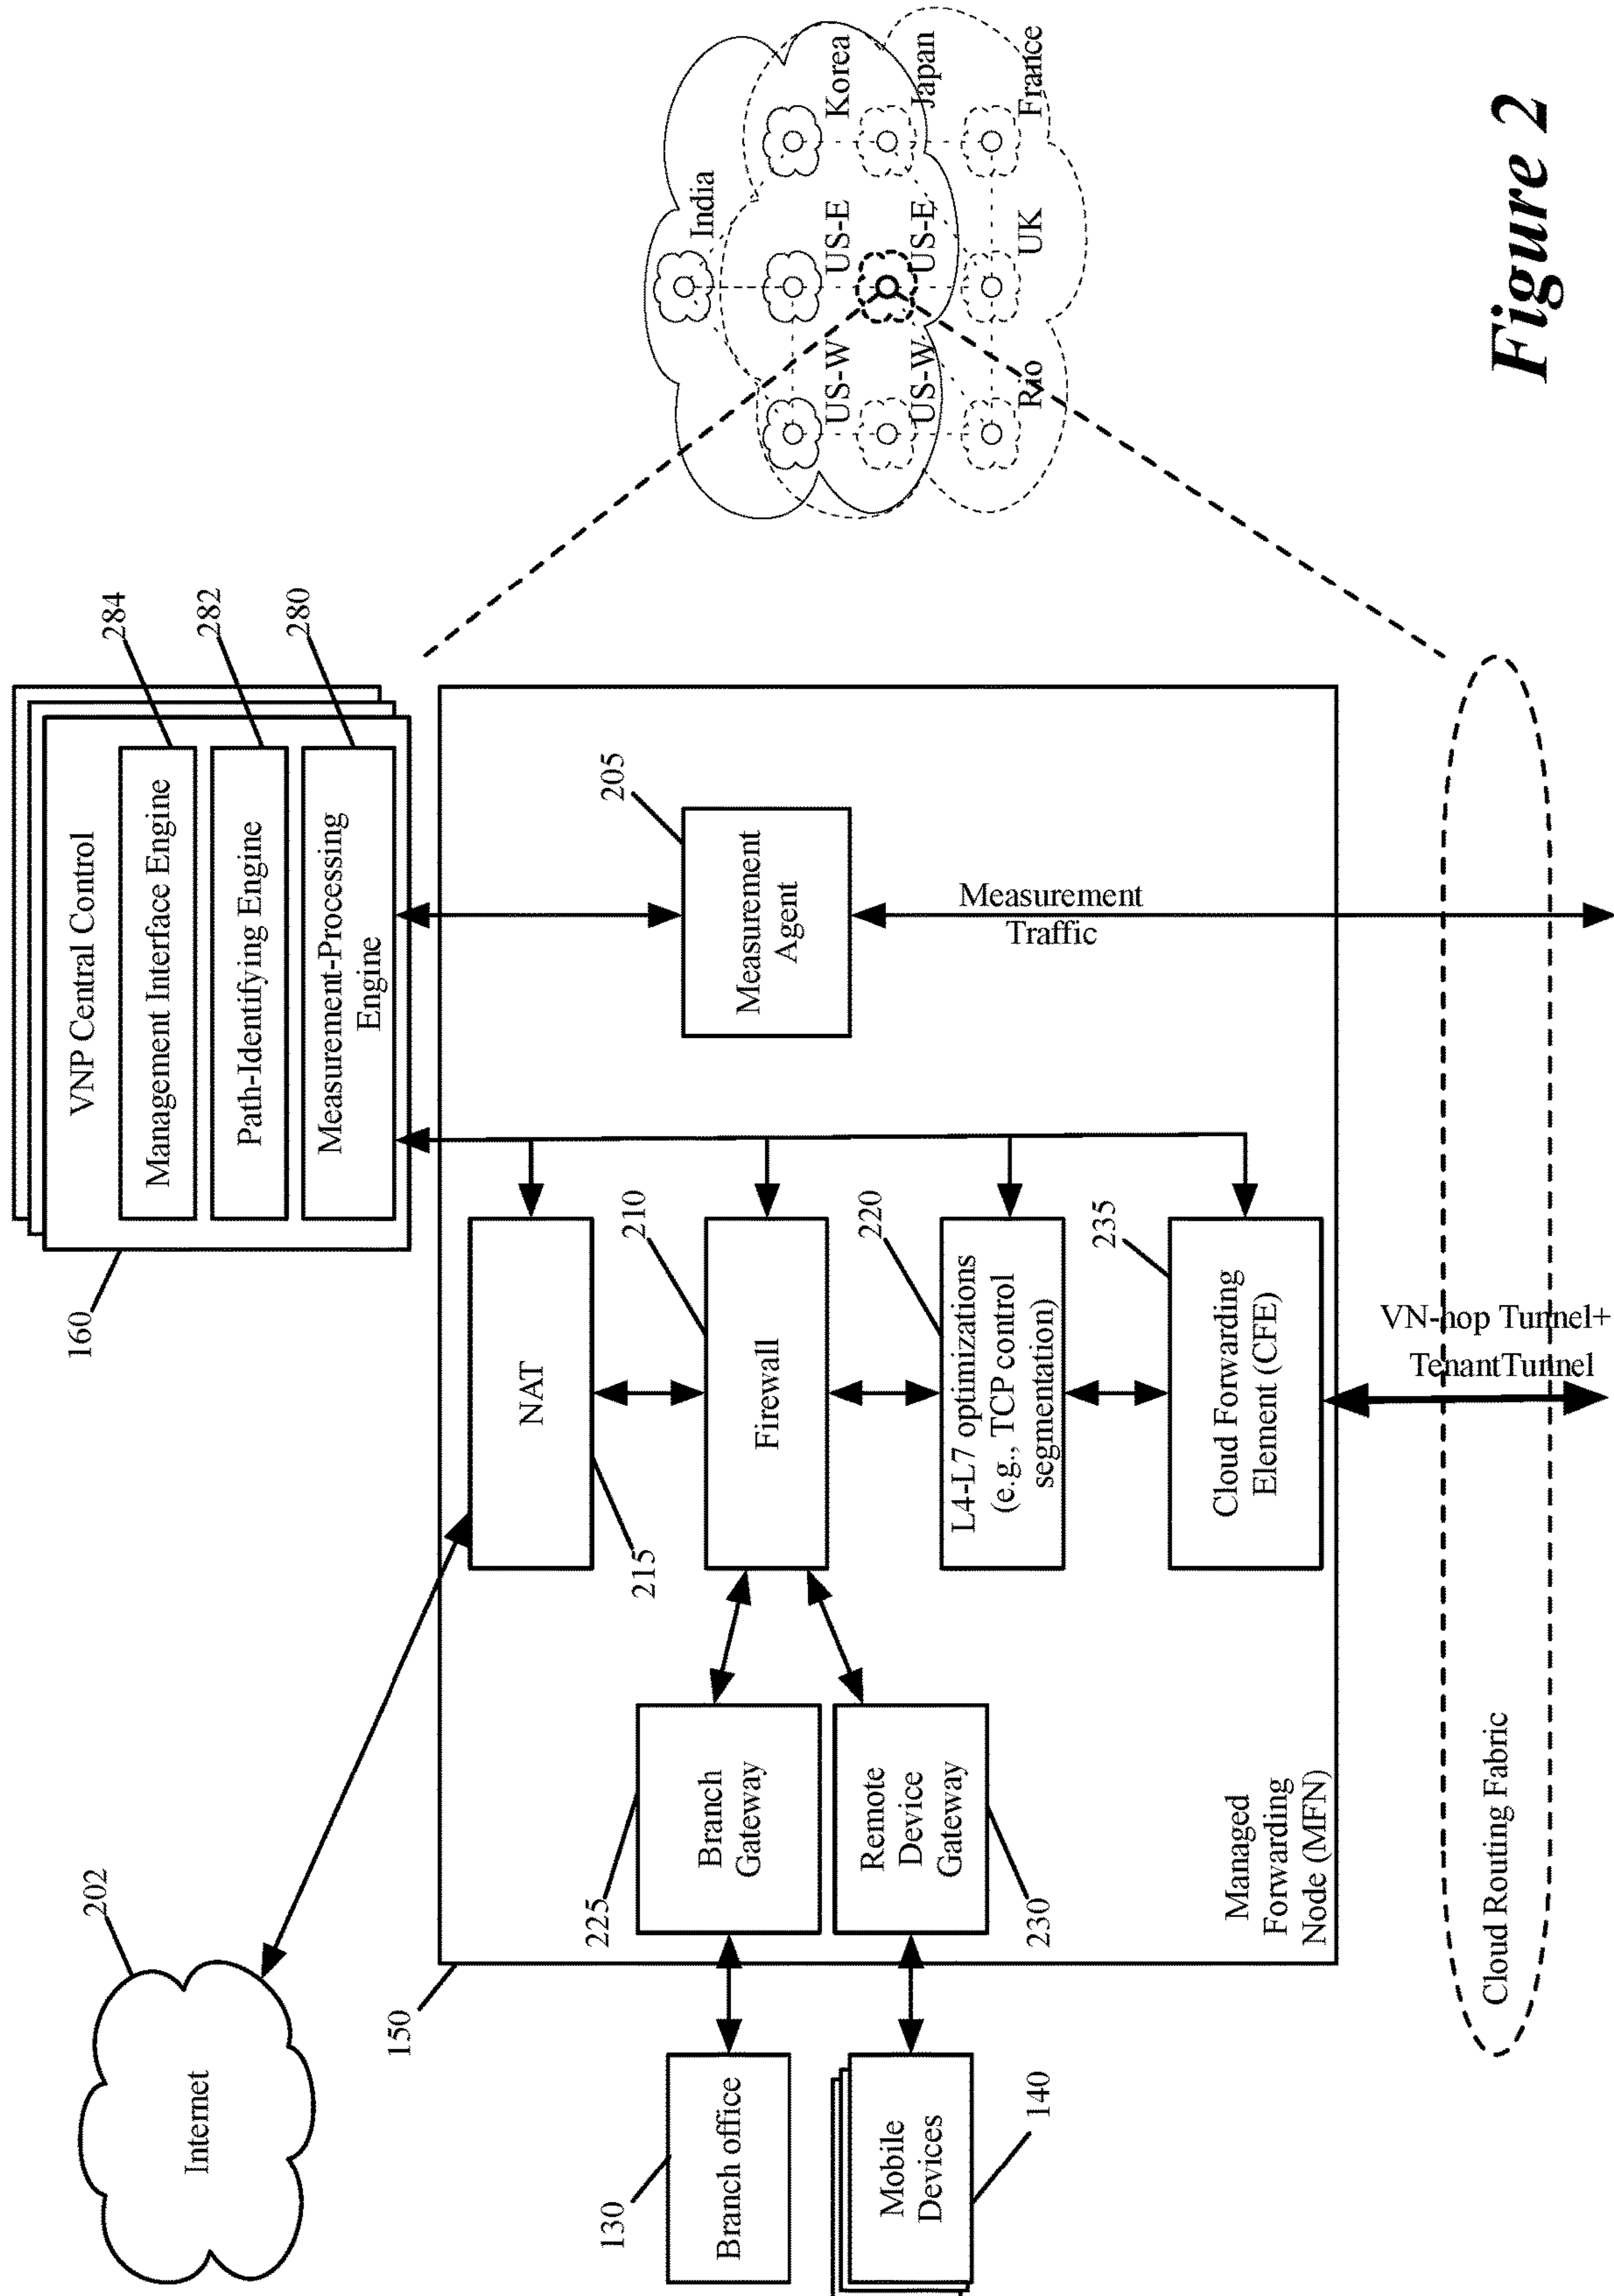 Internet
202
160
VNP Central Control
Management Interface Engine
284
Path-Identifying Engine
282
Measurement-Processing
Engine
280
150
NAT
215
Measurement
Agent
205
Branch office
130
Branch
Gateway
225
Firewall
210
Mobile
Devices
140
Remote
Device
Gateway
230
L4-L7 optimizations
(e.g., TCP control
segmentation)
220
Measurement
Traffic
Cloud Forwarding
Element (CFE)
235
Managed
Forwarding
Node (MFN)
Cloud Routing Fabric
VN-hop Tunnel+
TenantTunnel
India
US-W
US-E
Korea
US-W
US-E
Japan
Rio
UK
France
Figure 2